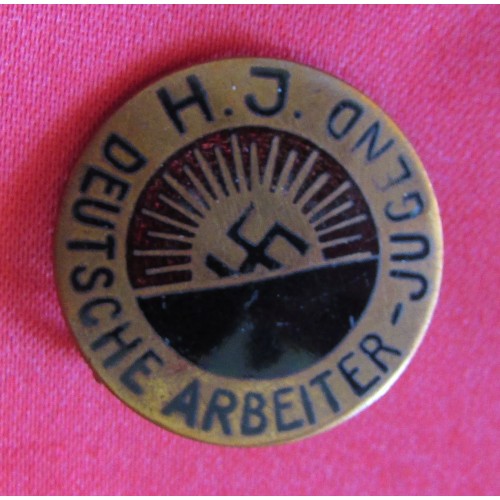 H.J.
DEUTSCHE ARBEITER-JUGEND